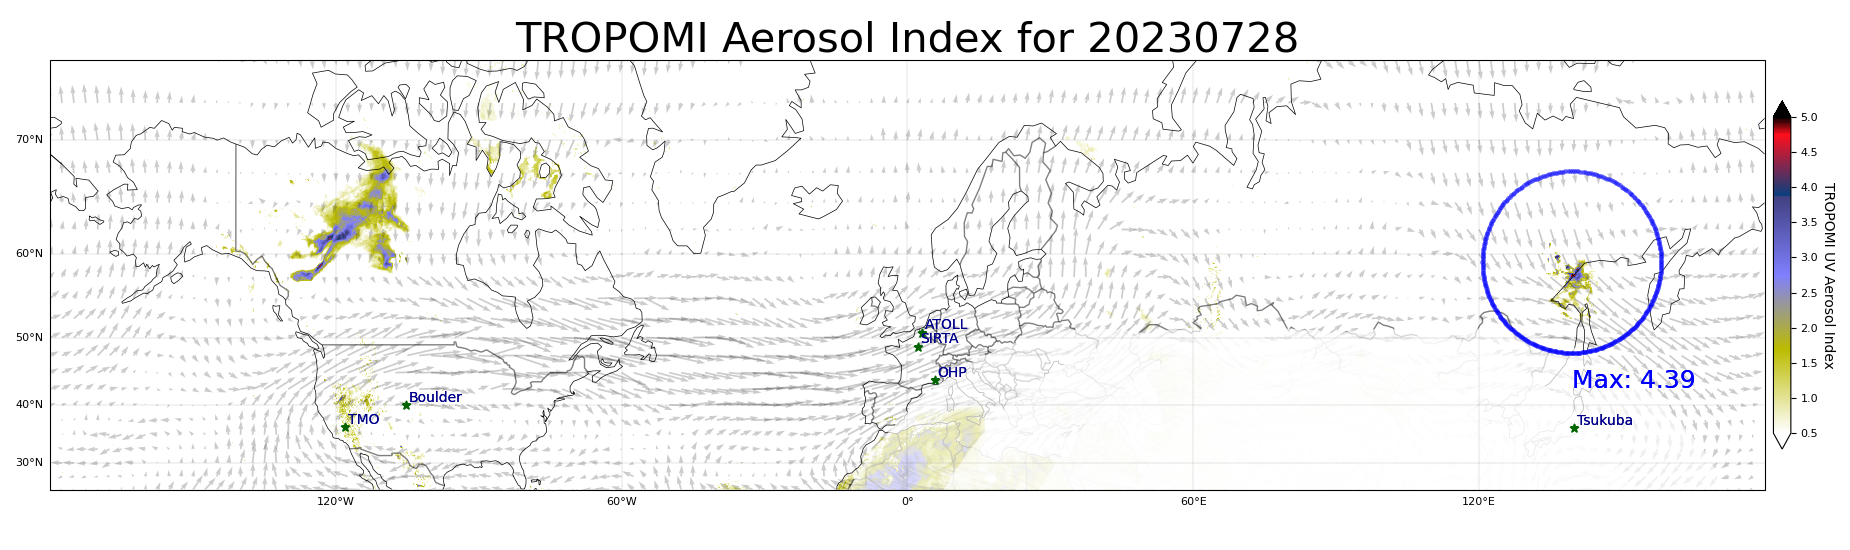 TROPOMI Aerosol Index for 20230728
70°N
60°N
50°N
40°N
30°N
120°W
60°W
0°
60°E
120°E
ATOLL
SIRTA
OHP
Boulder
TMO
Tsukuba
Max: 4.39
5.0
4.5
4.0
3.5
3.0
2.5
2.0
1.5
1.0
0.5
TROPOMI UV Aerosol Index